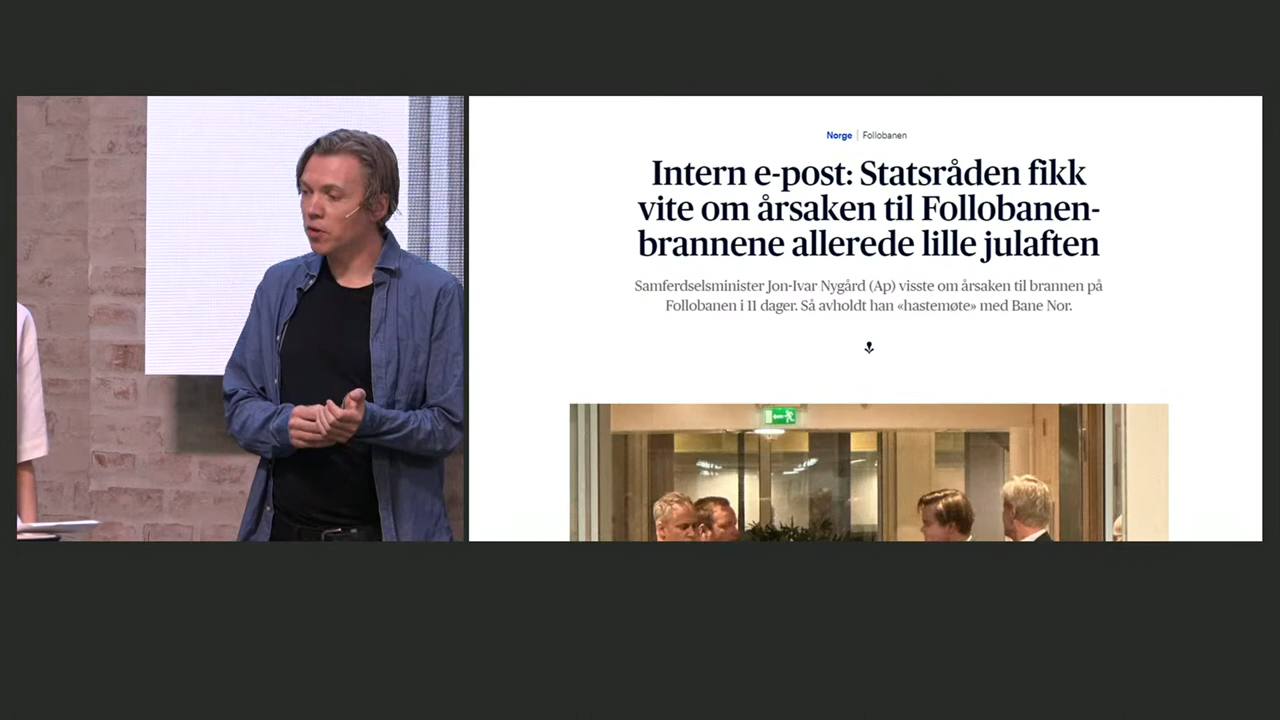 Norge | Follobanen
Intern e-post: Statsråden fikk
vite om årsaken til Follobanen-
brannene allerede lille julaften
Samferdselsminister Jon-Ivar Nygård (Ap) visste om årsaken til brannen på
Follobanen i 11 dager. Så avholdt han «hastemøte» med Bane Nor.